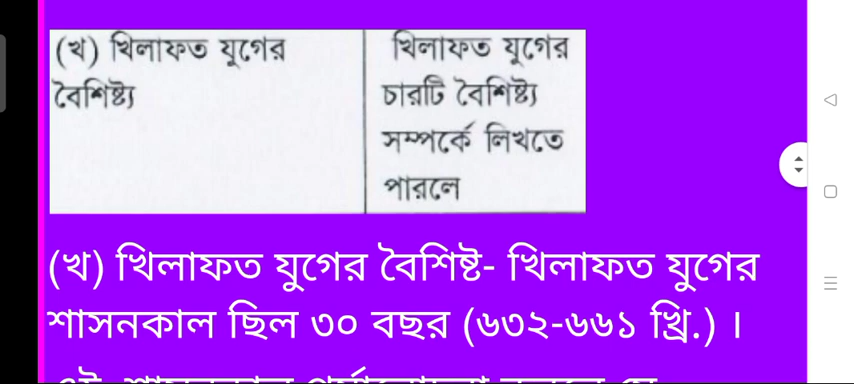 (খ) খিলাফত যুগের
বৈশিষ্ট্য
খিলাফত যুগের
চারটি বৈশিষ্ট্য
সম্পর্কে লিখতে
পারলে
(খ) খিলাফত যুগের বৈশিষ্ট- খিলাফত যুগের
শাসনকাল ছিল ৩০ বছর (৬৩২-৬৬১ খ্রি.) ।